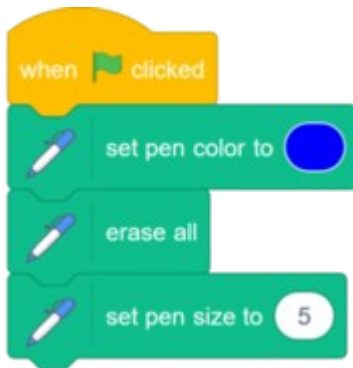 when clicked
set pen color to
erase all
set pen size to 5